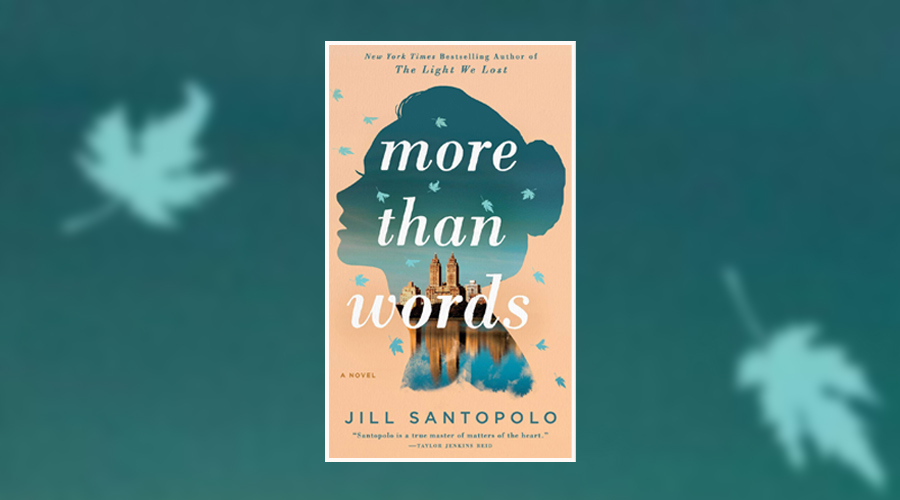 New York Times Bestselling Author of
The Light We Lost
more
than
words
A NOVEL
JILL SANTOPOLO
"Santopolo is a true master of matters of the heart."
—TAYLOR JENKINS REID